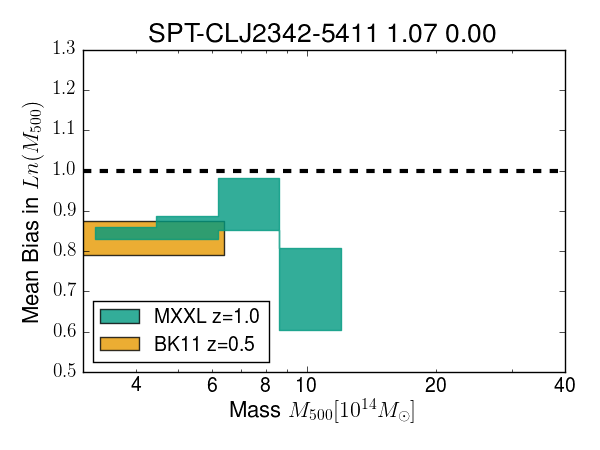 SPT-CLJ2342-5411 1.07 0.00
1.3
1.2
1.1
1.0
0.9
0.8
0.7
0.6
0.5
Mean Bias in Ln(M500)
MXXL z=1.0
BK11 z=0.5
4 6 8 10 20 40
Mass M500[10^14 M⊙]